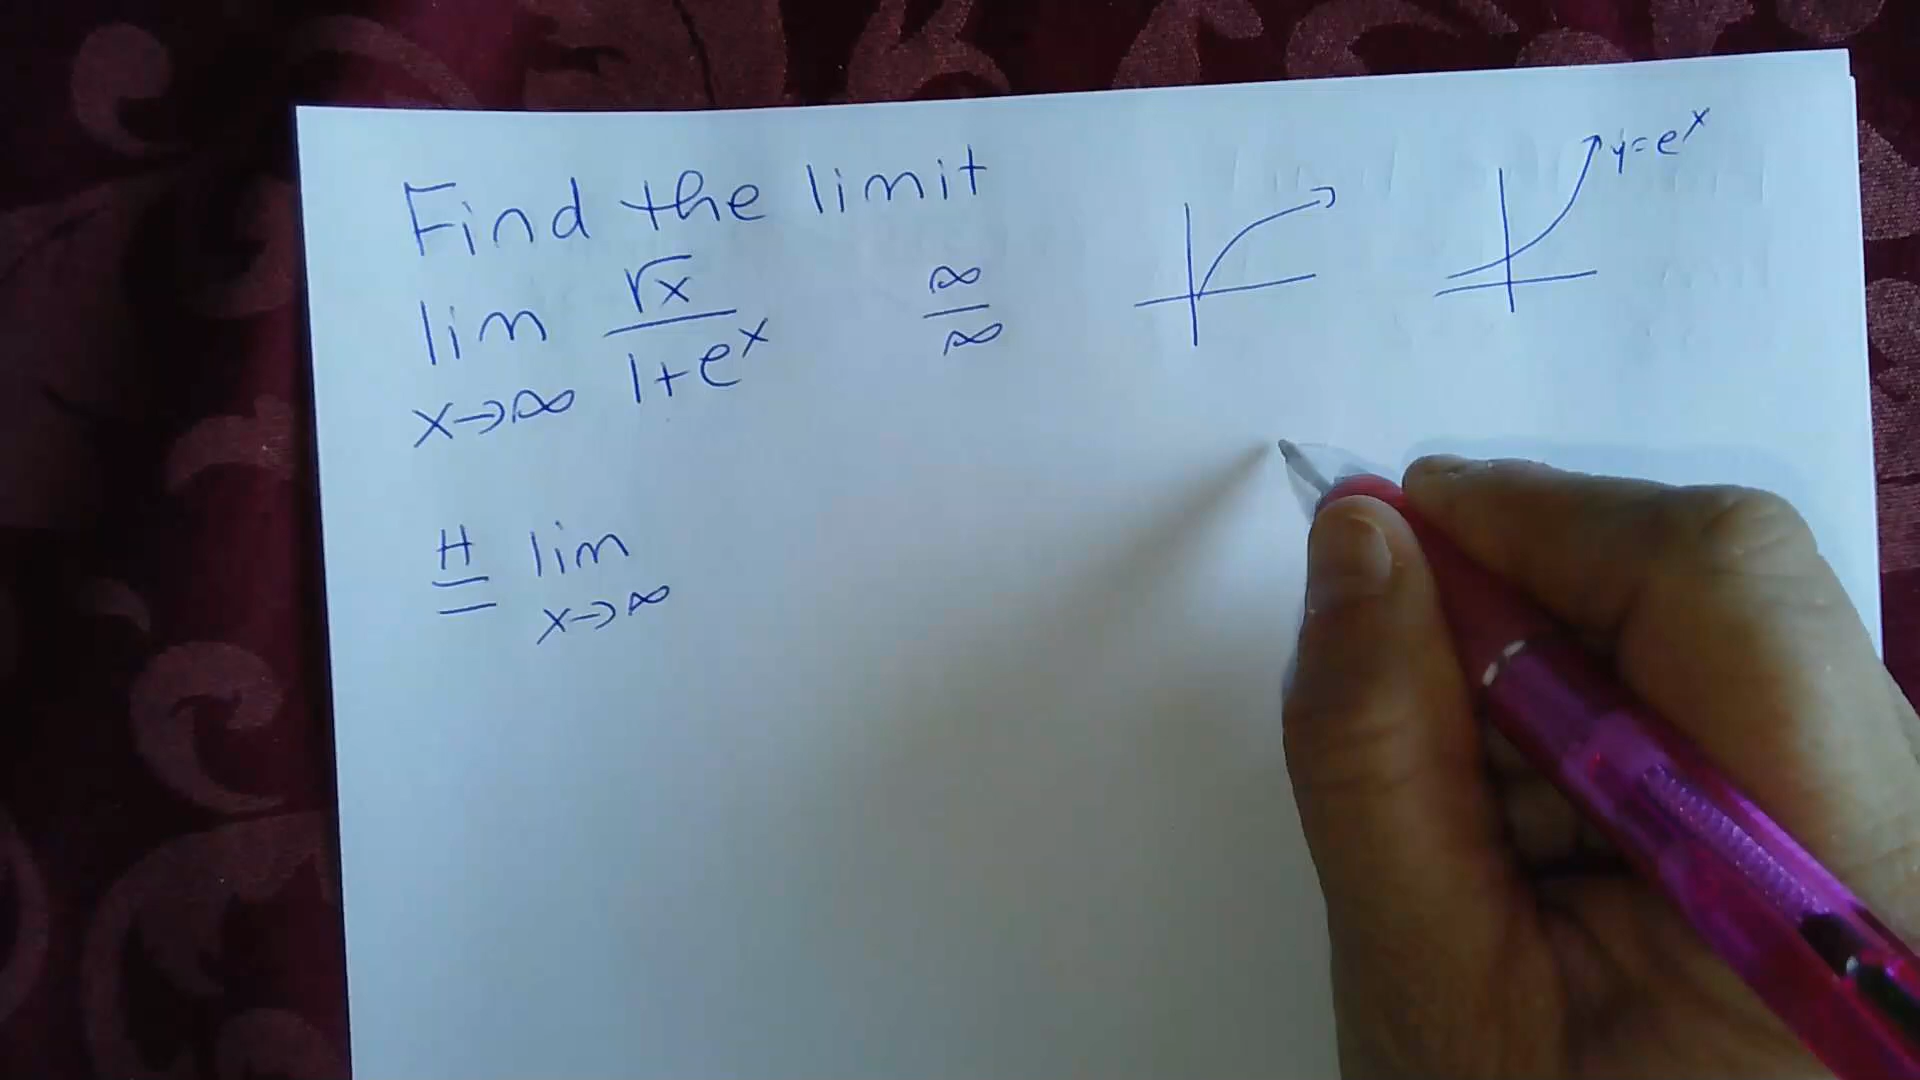 Find the limit
lim √x / 1+e^x
x→∞
∞/∞
y=e^x
H= lim
x→∞